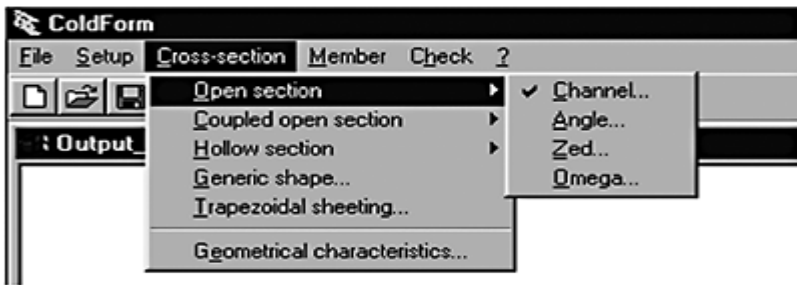 ColdForm
File Setup Cross-section Member Check ?
Open section
Channel...
Coupled open section
Angle...
Hollow section
Zed...
Generic shape...
Omega...
Trapezoidal sheeting...
Geometrical characteristics...
Output_